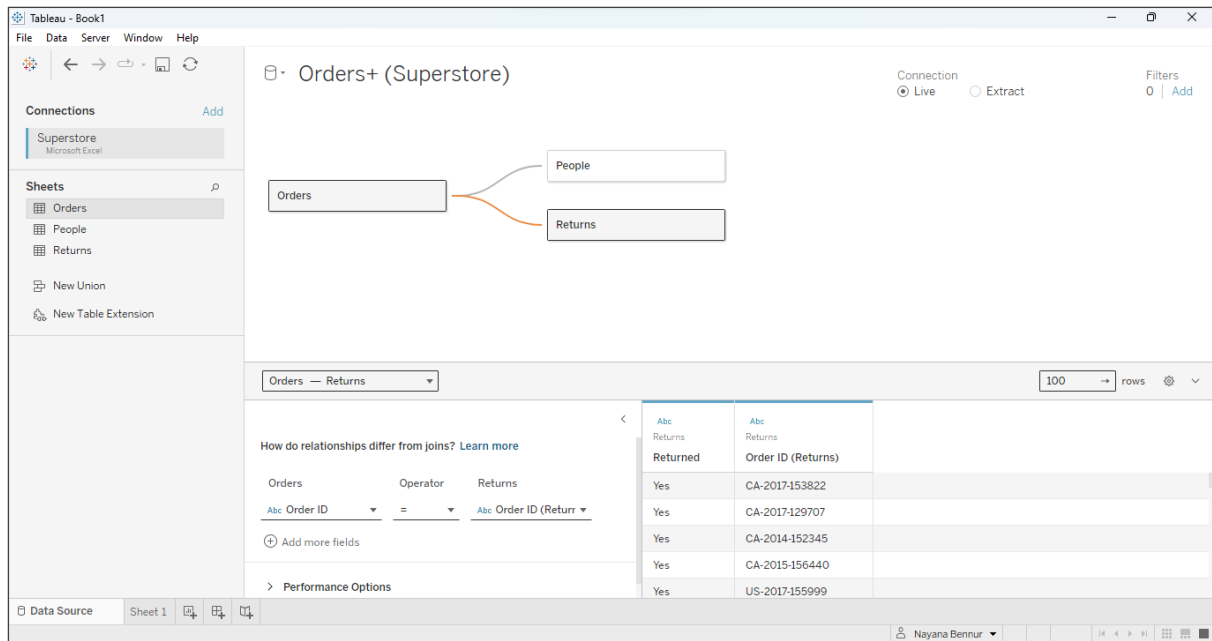 Tableau - Book1
File Data Server Window Help
Orders+ (Superstore)
Connection
Live Extract
Filters
0 Add
Connections Add
Superstore
Microsoft Excel
Sheets
Orders
People
Returns
New Union
New Table Extension
Orders
People
Returns
Orders — Returns
100 → rows
How do relationships differ from joins? Learn more
Orders Operator Returns
Abc Order ID = Abc Order ID (Returr
Add more fields
Performance Options
Abc Abc
Returns Returns
Returned Order ID (Returns)
Yes CA-2017-153822
Yes CA-2017-129707
Yes CA-2014-152345
Yes CA-2015-156440
Yes US-2017-155999
Data Source Sheet 1
Nayana Bennur